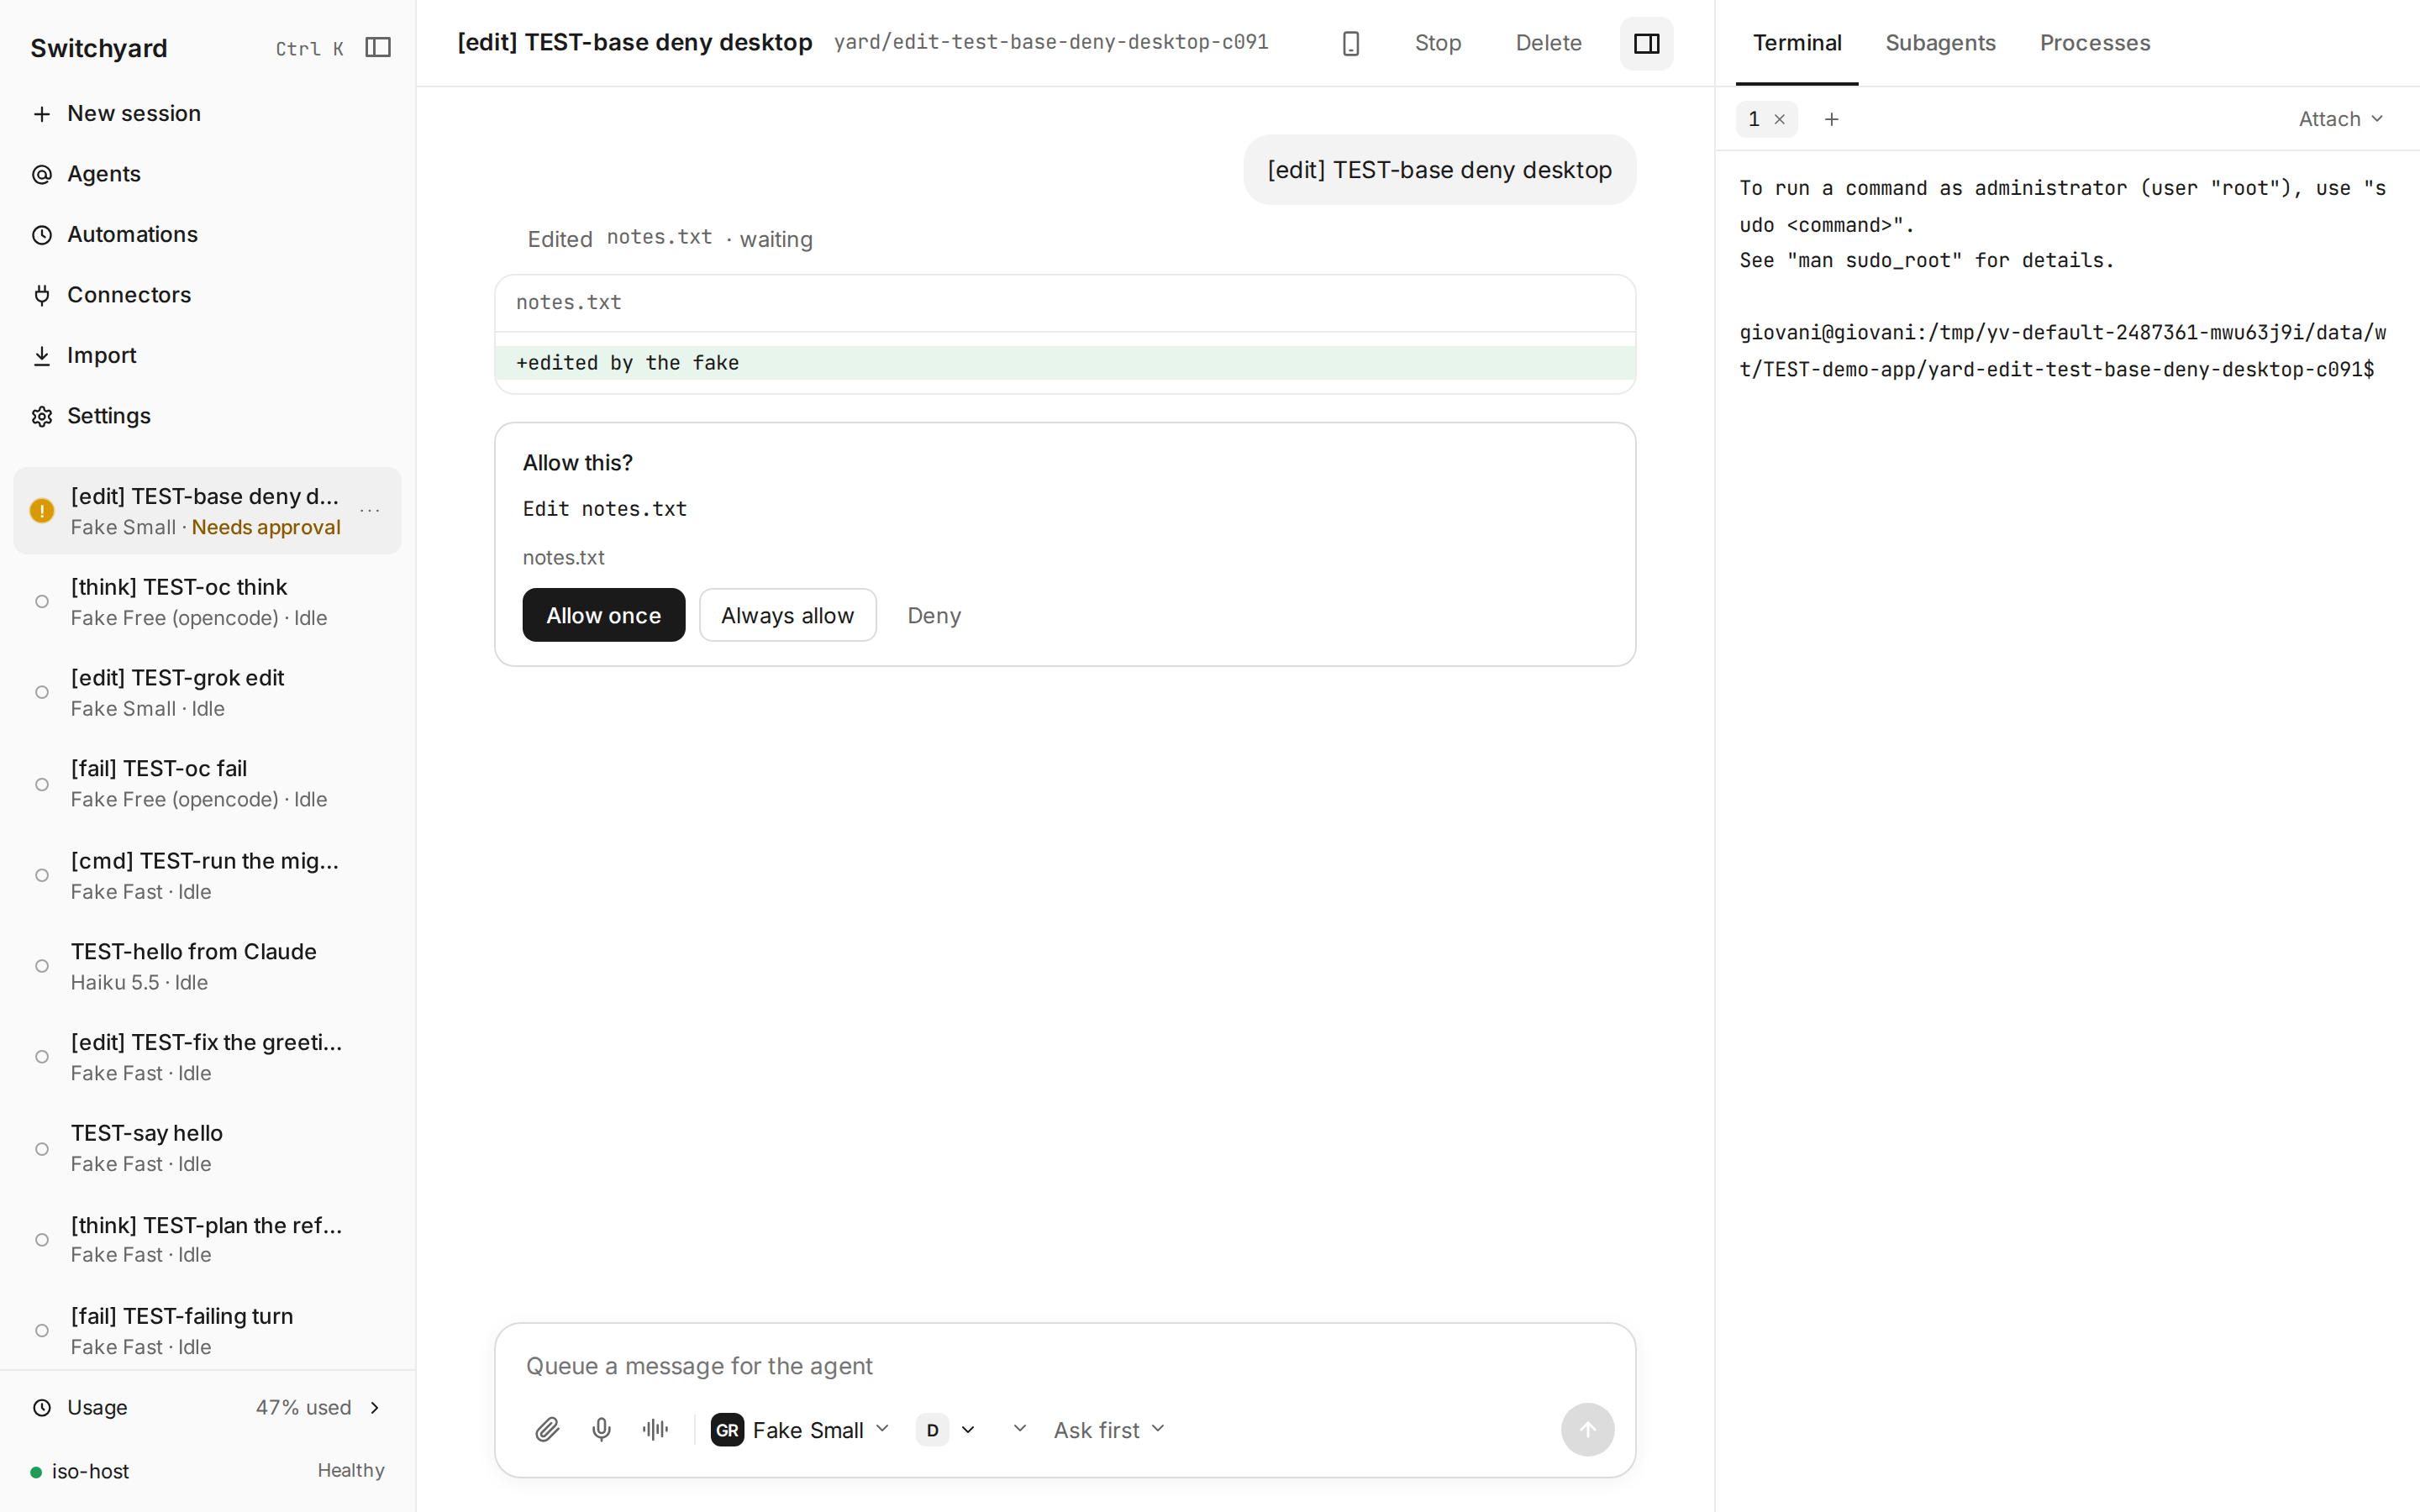 Switchyard
Ctrl K
New session
Agents
Automations
Connectors
Import
Settings
[edit] TEST-base deny d...
Fake Small · Needs approval
[think] TEST-oc think
Fake Free (opencode) · Idle
[edit] TEST-grok edit
Fake Small · Idle
[fail] TEST-oc fail
Fake Free (opencode) · Idle
[cmd] TEST-run the mig...
Fake Fast · Idle
TEST-hello from Claude
Haiku 5.5 · Idle
[edit] TEST-fix the greeti...
Fake Fast · Idle
TEST-say hello
Fake Fast · Idle
[think] TEST-plan the ref...
Fake Fast · Idle
[fail] TEST-failing turn
Fake Fast · Idle
Usage 47% used
iso-host Healthy
[edit] TEST-base deny desktop yard/edit-test-base-deny-desktop-c091
Stop Delete
[edit] TEST-base deny desktop
Edited notes.txt · waiting
notes.txt
+edited by the fake
Allow this?
Edit notes.txt
notes.txt
Allow once Always allow Deny
Queue a message for the agent
GR Fake Small D Ask first
Terminal Subagents Processes
1 Attach
To run a command as administrator (user "root"), use "s
udo <command>".
See "man sudo_root" for details.
giovani@giovani:/tmp/yv-default-2487361-mwu63j9i/data/w
t/TEST-demo-app/yard-edit-test-base-deny-desktop-c091$